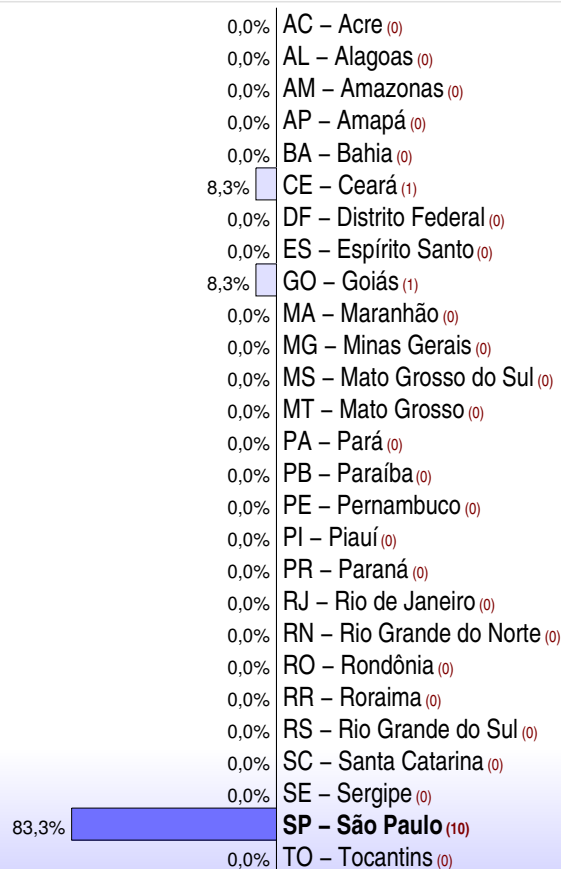 0,0% AC – Acre (0)
0,0% AL – Alagoas (0)
0,0% AM – Amazonas (0)
0,0% AP – Amapá (0)
0,0% BA – Bahia (0)
8,3% CE – Ceará (1)
0,0% DF – Distrito Federal (0)
0,0% ES – Espírito Santo (0)
8,3% GO – Goiás (1)
0,0% MA – Maranhão (0)
0,0% MG – Minas Gerais (0)
0,0% MS – Mato Grosso do Sul (0)
0,0% MT – Mato Grosso (0)
0,0% PA – Pará (0)
0,0% PB – Paraíba (0)
0,0% PE – Pernambuco (0)
0,0% PI – Piauí (0)
0,0% PR – Paraná (0)
0,0% RJ – Rio de Janeiro (0)
0,0% RN – Rio Grande do Norte (0)
0,0% RO – Rondônia (0)
0,0% RR – Roraima (0)
0,0% RS – Rio Grande do Sul (0)
0,0% SC – Santa Catarina (0)
0,0% SE – Sergipe (0)
83,3% SP – São Paulo (10)
0,0% TO – Tocantins (0)